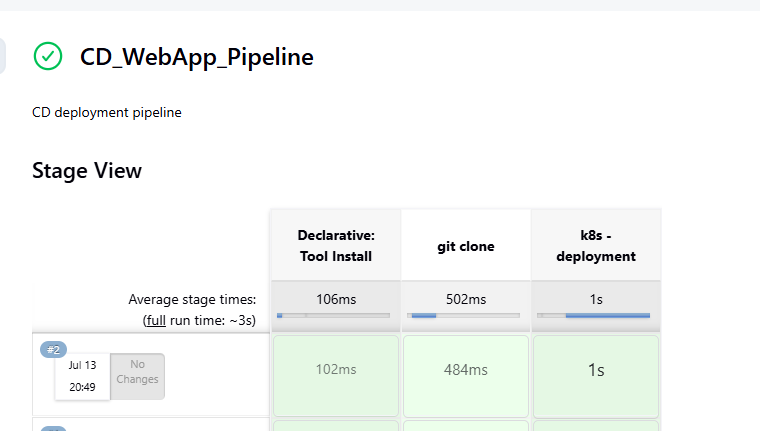 CD_WebApp_Pipeline
CD deployment pipeline
Stage View
Declarative:
Tool Install
git clone
k8s -
deployment
Average stage times:
(full run time: ~3s)
106ms
502ms
1s
#2
Jul 13
20:49
No
Changes
102ms
484ms
1s